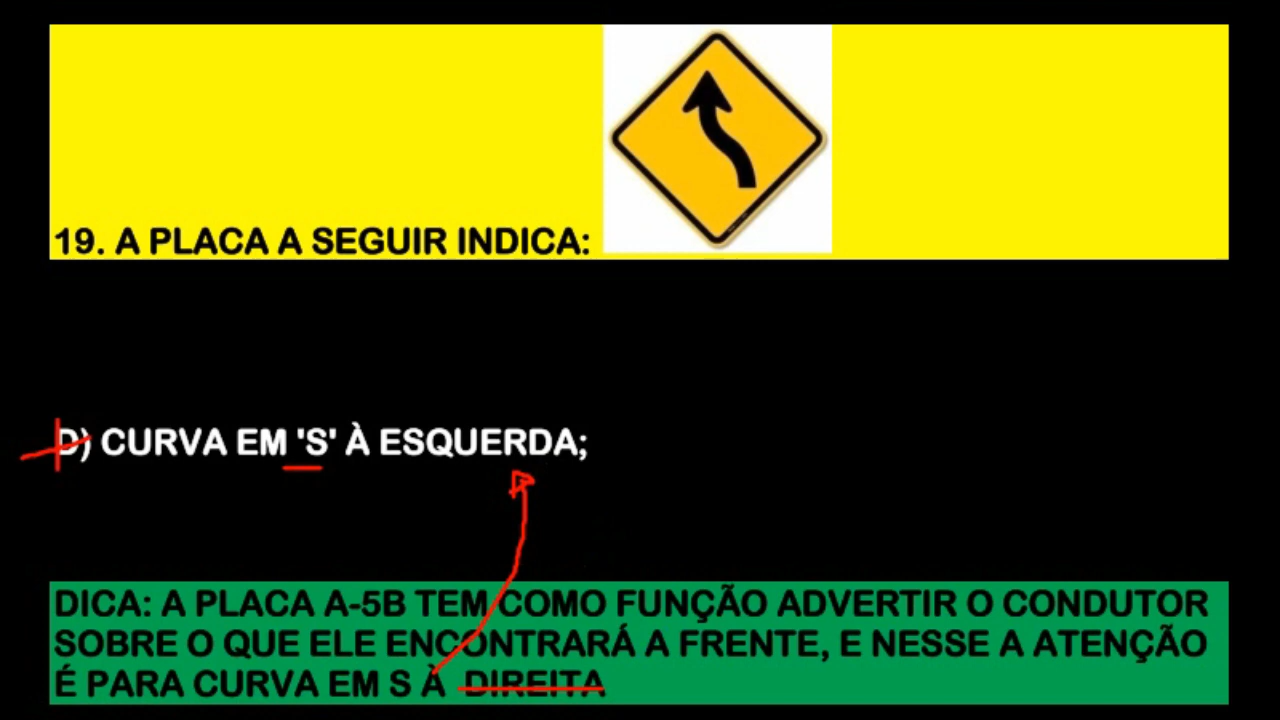 19. A PLACA A SEGUIR INDICA:
D) CURVA EM 'S' À ESQUERDA;
DICA: A PLACA A-5B TEM COMO FUNÇÃO ADVERTIR O CONDUTOR
SOBRE O QUE ELE ENCONTRARÁ A FRENTE, E NESSE A ATENÇÃO
É PARA CURVA EM S À DIREITA